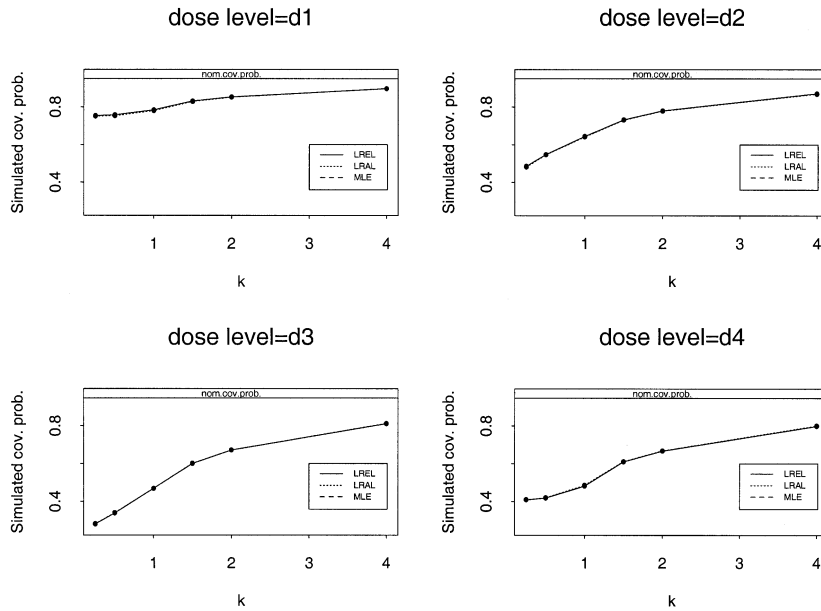 dose level=d1
nom.cov.prob.
Simulated cov. prob.
0.8
0.4
LREL
LRAL
MLE
1 2 3 4
k
dose level=d2
nom.cov.prob.
Simulated cov. prob.
0.8
0.4
LREL
LRAL
MLE
1 2 3 4
k
dose level=d3
nom.cov.prob.
Simulated cov. prob.
0.8
0.4
LREL
LRAL
MLE
1 2 3 4
k
dose level=d4
nom.cov.prob.
Simulated cov. prob.
0.8
0.4
LREL
LRAL
MLE
1 2 3 4
k